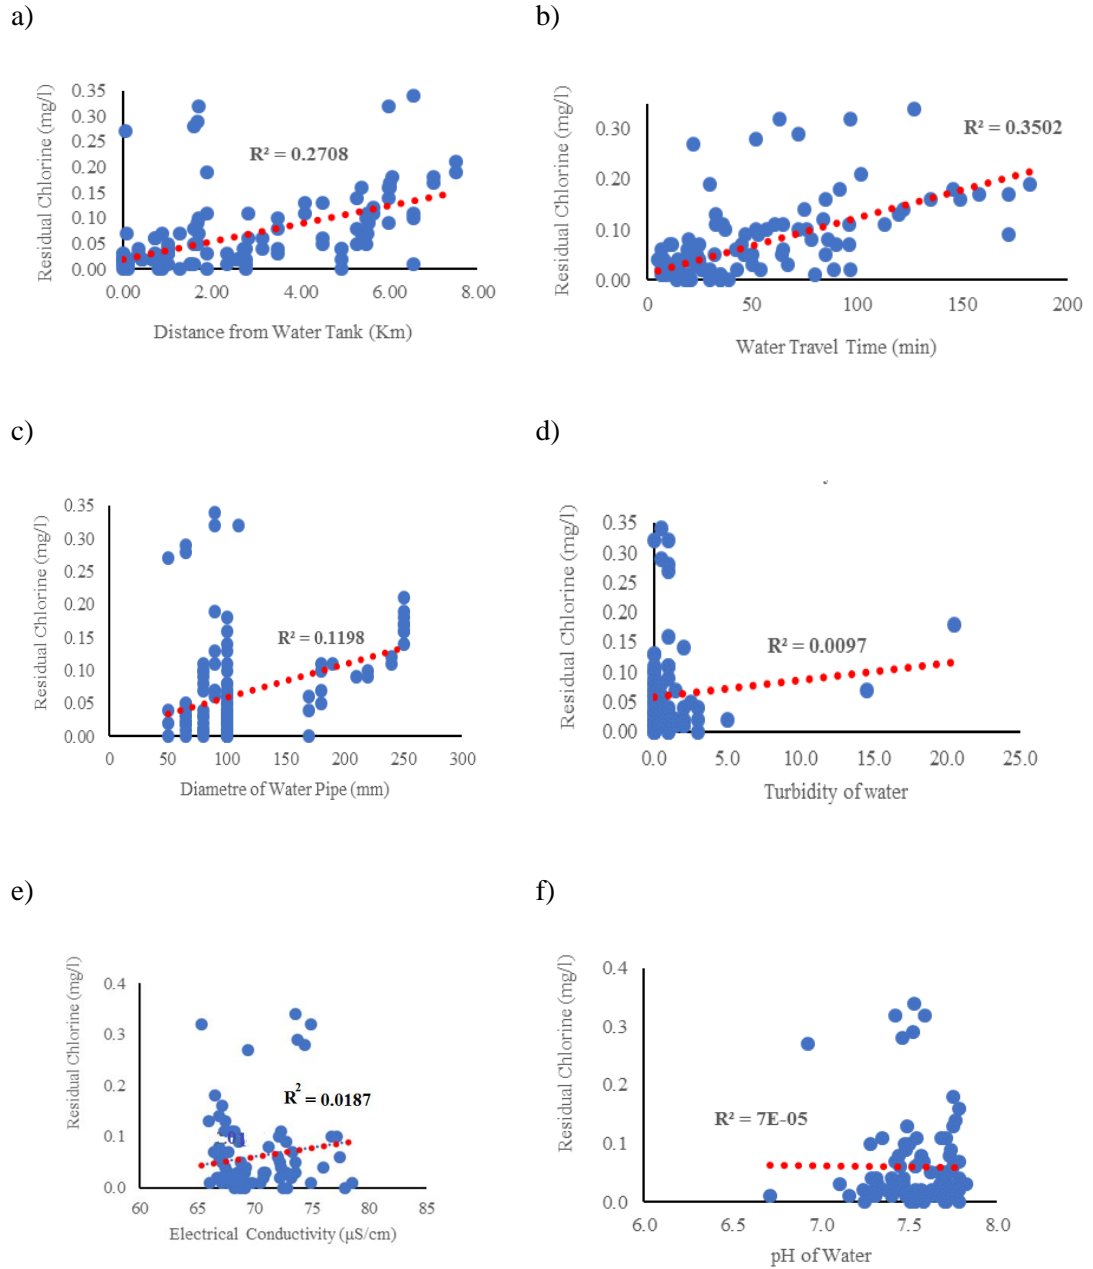 a)
Residual Chlorine (mg/l)
0.35
0.30
0.25
0.20
0.15
0.10
0.05
0.00
R² = 0.2708
0.00 2.00 4.00 6.00 8.00
Distance from Water Tank (Km)
b)
Residual Chlorine (mg/l)
0.30
0.20
0.10
0.00
R² = 0.3502
0 50 100 150 200
Water Travel Time (min)
c)
Residual Chlorine (mg/l)
0.35
0.30
0.25
0.20
0.15
0.10
0.05
0.00
R² = 0.1198
0 50 100 150 200 250 300
Diametre of Water Pipe (mm)
d)
Residual Chlorine (mg/l)
0.35
0.30
0.25
0.20
0.15
0.10
0.05
0.00
R² = 0.0097
0.0 5.0 10.0 15.0 20.0 25.0
Turbidity of water
e)
Residual Chlorine (mg/l)
0.4
0.3
0.2
0.1
0.0
R² = 0.0187
60 65 70 75 80 85
Electrical Conductivity (µS/cm)
f)
Residual Chlorine (mg/l)
0.4
0.3
0.2
0.1
0.0
R² = 7E-05
6.0 6.5 7.0 7.5 8.0
pH of Water